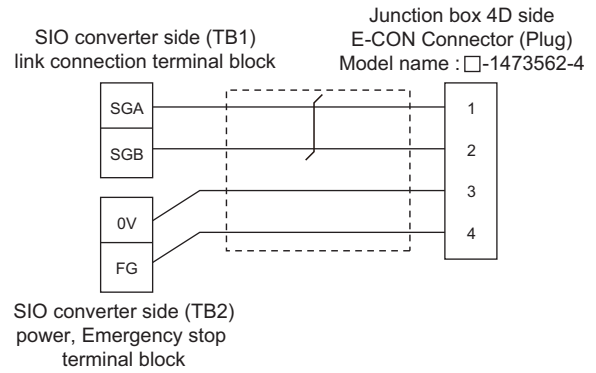 Junction box 4D side
E-CON Connector (Plug)
Model name : □-1473562-4
SIO converter side (TB1)
link connection terminal block
SGA
SGB
0V
FG
1
2
3
4
SIO converter side (TB2)
power, Emergency stop
terminal block